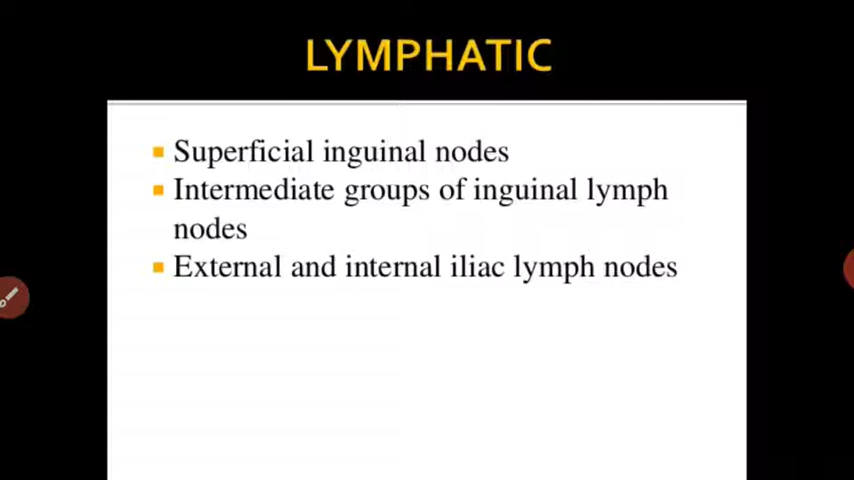 LYMPHATIC
Superficial inguinal nodes
Intermediate groups of inguinal lymph
nodes
External and internal iliac lymph nodes